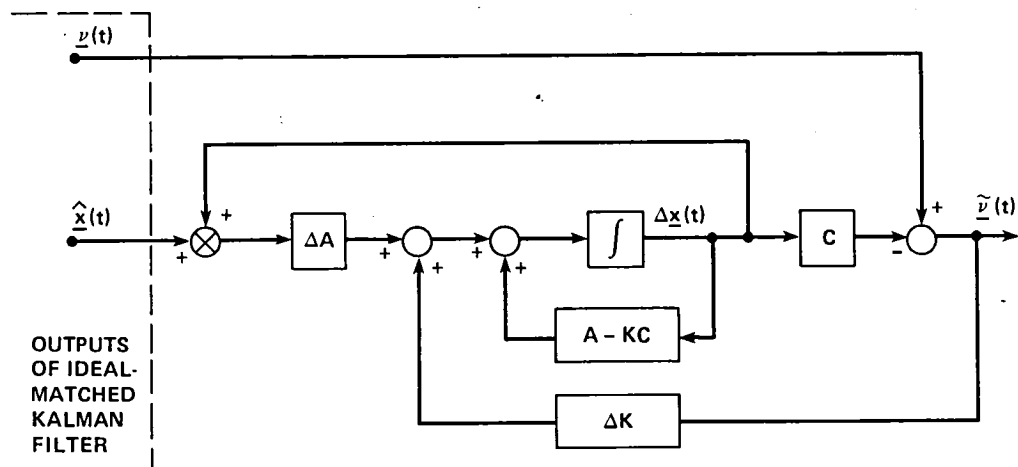 ν(t)
x̂(t)
+
+
ΔA
+
+
+
+
∫
Δx(t)
C
+
−
ν̃(t)
A – KC
ΔK
OUTPUTS
OF IDEAL-
MATCHED
KALMAN
FILTER